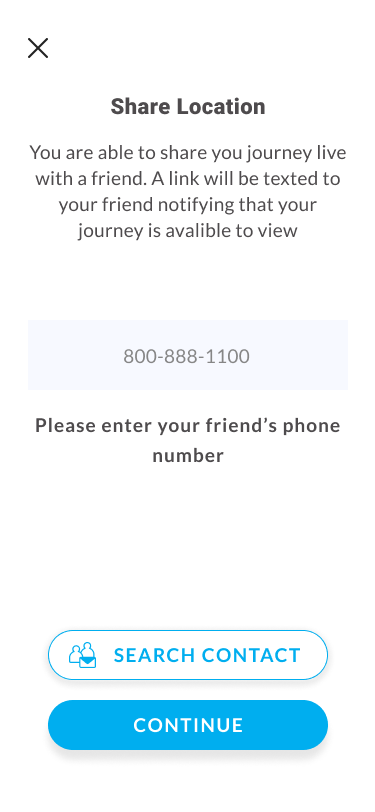 Share Location
You are able to share you journey live
with a friend. A link will be texted to
your friend notifying that your
journey is avalible to view
800-888-1100
Please enter your friend’s phone
number
SEARCH CONTACT
CONTINUE